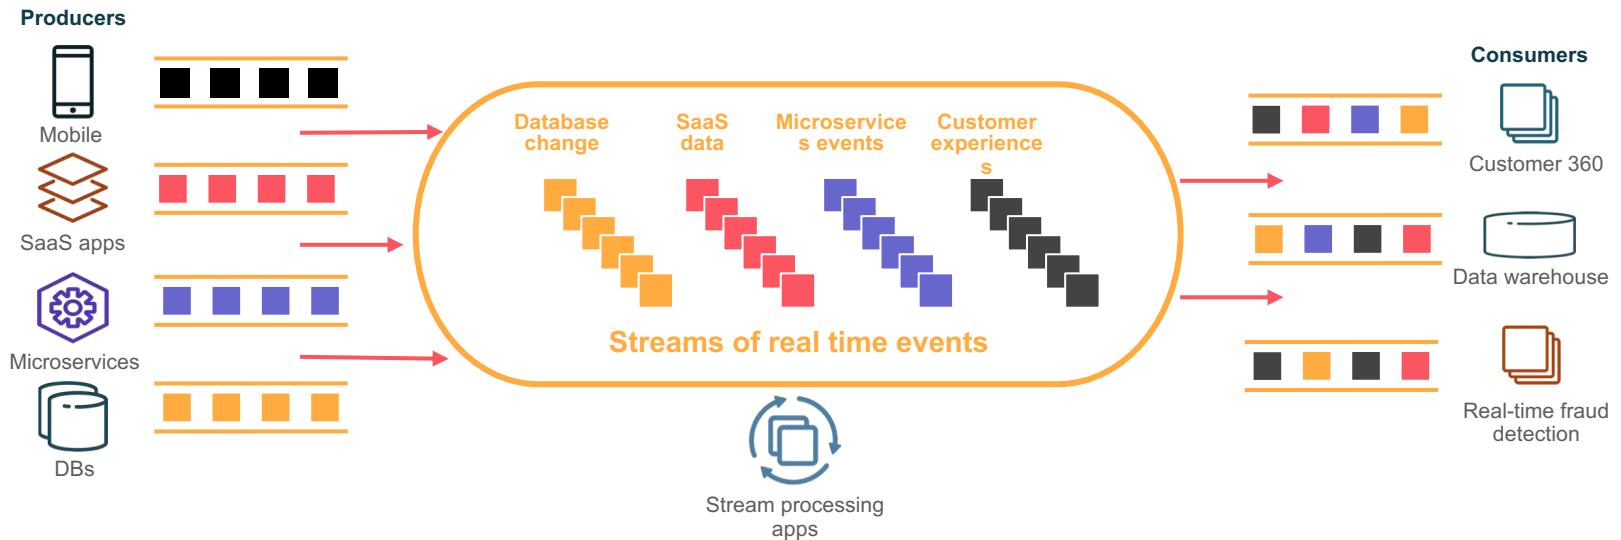 Producers
Mobile
SaaS apps
Microservices
DBs
Database
change
SaaS
data
Microservice
s events
Customer
experience
s
Streams of real time events
Stream processing
apps
Consumers
Customer 360
Data warehouse
Real-time fraud
detection